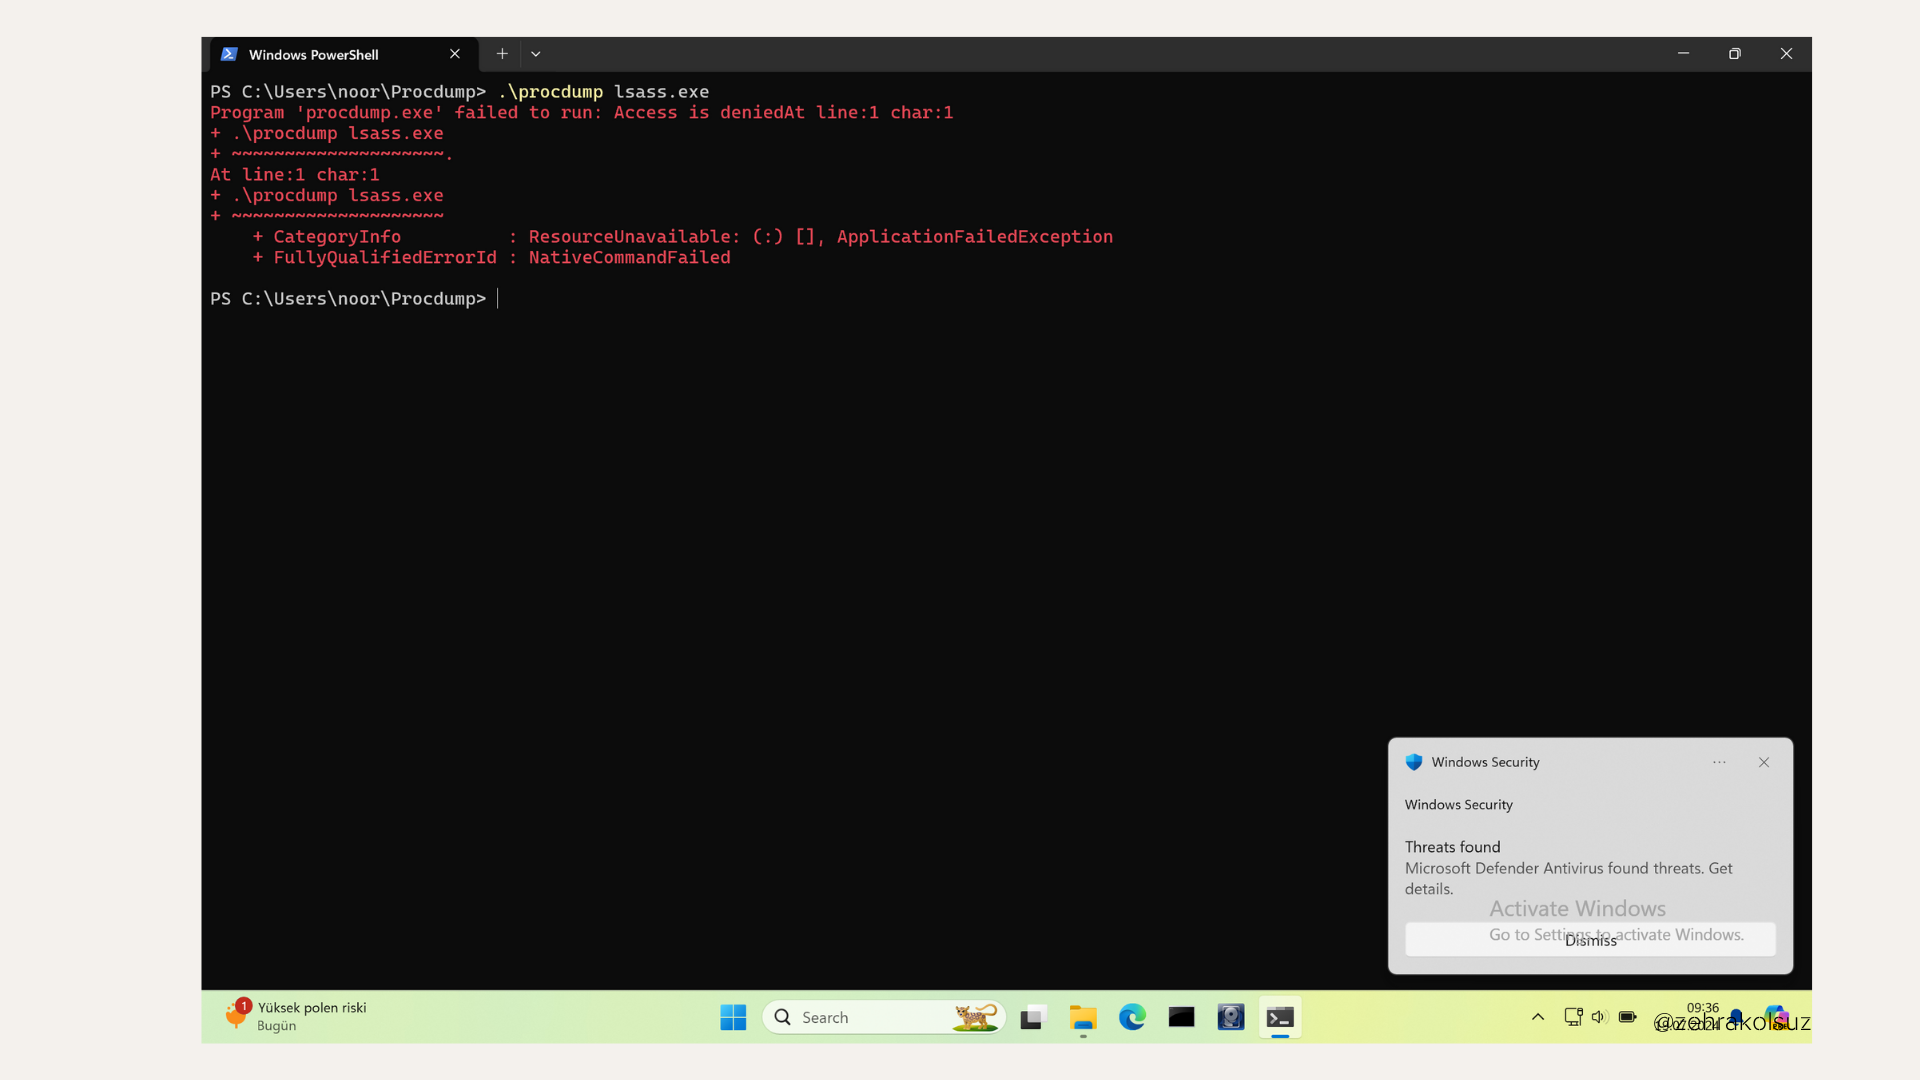 Windows PowerShell
PS C:\Users\noor\Procdump> .\procdump lsass.exe
Program 'procdump.exe' failed to run: Access is deniedAt line:1 char:1
+ .\procdump lsass.exe
+ ~~~~~~~~~~~~~~~~~~~~.
At line:1 char:1
+ .\procdump lsass.exe
+ ~~~~~~~~~~~~~~~~~~~~
    + CategoryInfo          : ResourceUnavailable: (:) [], ApplicationFailedException
    + FullyQualifiedErrorId : NativeCommandFailed
PS C:\Users\noor\Procdump>
Windows Security
Windows Security
Threats found
Microsoft Defender Antivirus found threats. Get
details.
Activate Windows
Go to Settings to activate Windows.
Dismiss
1
Yüksek polen riski
Bugün
Search
09:36
@zehrakolsuz